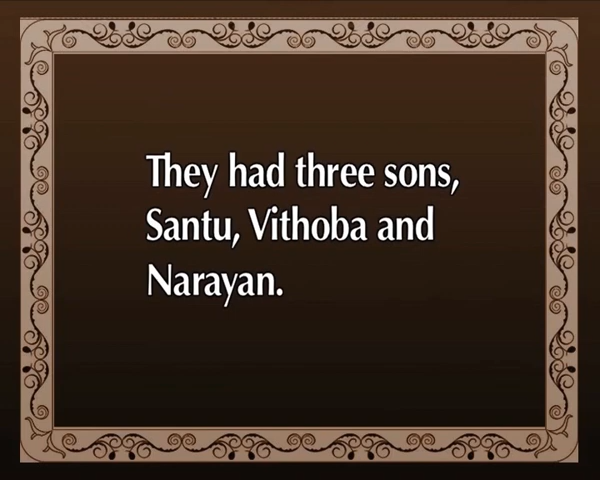 They had three sons,
Santu, Vithoba and
Narayan.